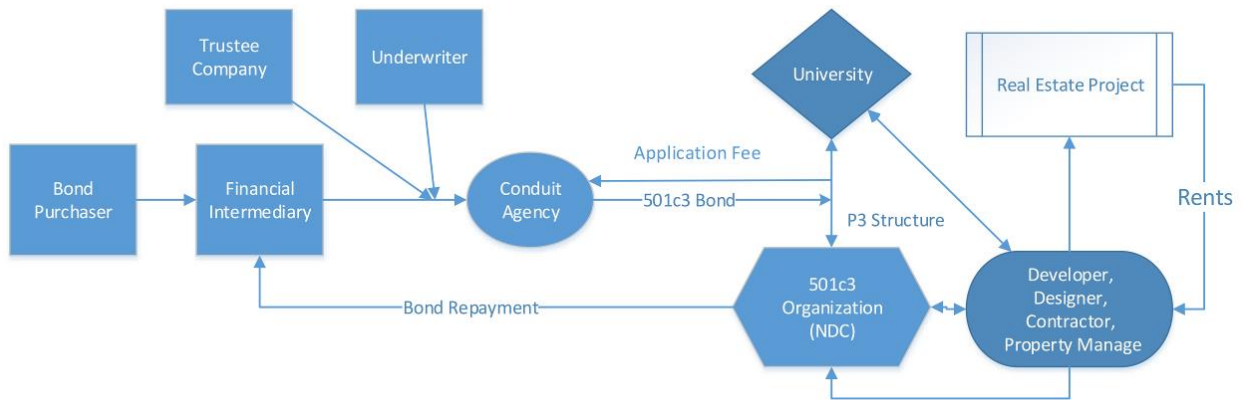 Trustee
Company
Underwriter
University
Real Estate Project
Application Fee
Bond
Purchaser
Financial
Intermediary
Conduit
Agency
501c3 Bond
Rents
P3 Structure
Bond Repayment
501c3
Organization
(NDC)
Developer,
Designer,
Contractor,
Property Manage